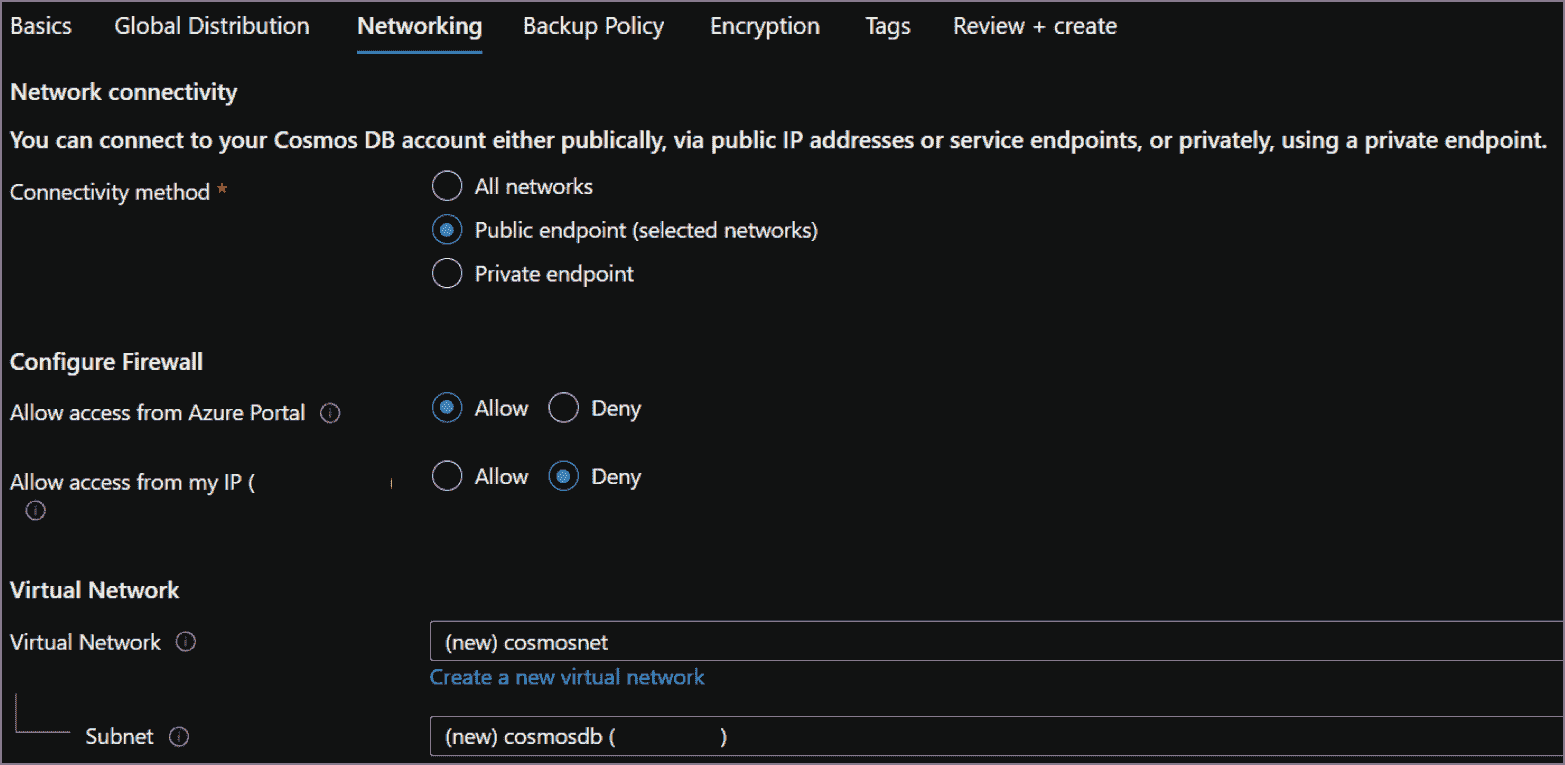 Basics Global Distribution Networking Backup Policy Encryption Tags Review + create
Network connectivity
You can connect to your Cosmos DB account either publically, via public IP addresses or service endpoints, or privately, using a private endpoint.
Connectivity method *
All networks
Public endpoint (selected networks)
Private endpoint
Configure Firewall
Allow access from Azure Portal Allow Deny
Allow access from my IP ( Allow Deny
Virtual Network
Virtual Network (new) cosmosnet
Create a new virtual network
Subnet (new) cosmosdb ( )